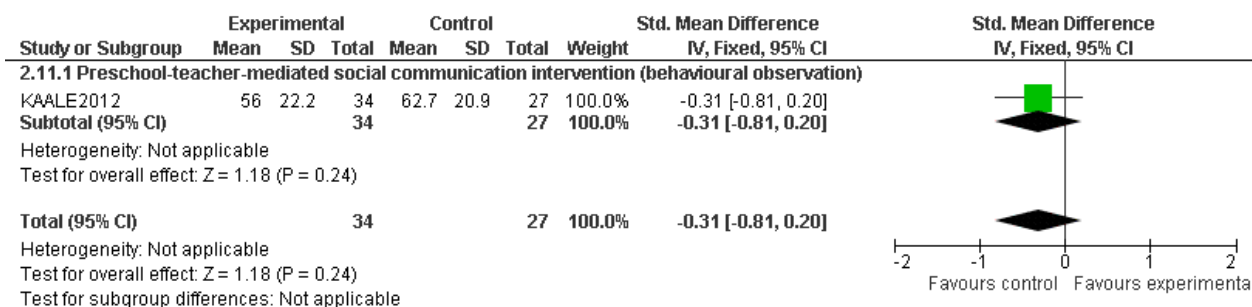 Experimental Control Std. Mean Difference Std. Mean Difference
Study or Subgroup Mean SD Total Mean SD Total Weight IV, Fixed, 95% CI IV, Fixed, 95% CI
2.11.1 Preschool-teacher-mediated social communication intervention (behavioural observation)
KAALE2012 56 22.2 34 62.7 20.9 27 100.0% -0.31 [-0.81, 0.20]
Subtotal (95% CI) 34 27 100.0% -0.31 [-0.81, 0.20]
Heterogeneity: Not applicable
Test for overall effect: Z = 1.18 (P = 0.24)
Total (95% CI) 34 27 100.0% -0.31 [-0.81, 0.20]
Heterogeneity: Not applicable
Test for overall effect: Z = 1.18 (P = 0.24)
Test for subgroup differences: Not applicable
-2 -1 0 1 2
Favours control Favours experimenta